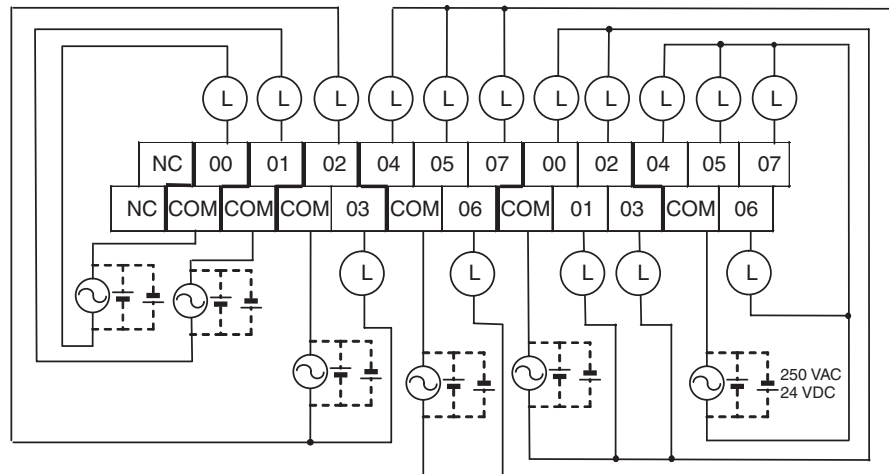 L L L L L L L L L L L
NC 00 01 02 04 05 07 00 02 04 05 07
NC COM COM COM 03 COM 06 COM 01 03 COM 06
L L L L L
250 VAC
24 VDC